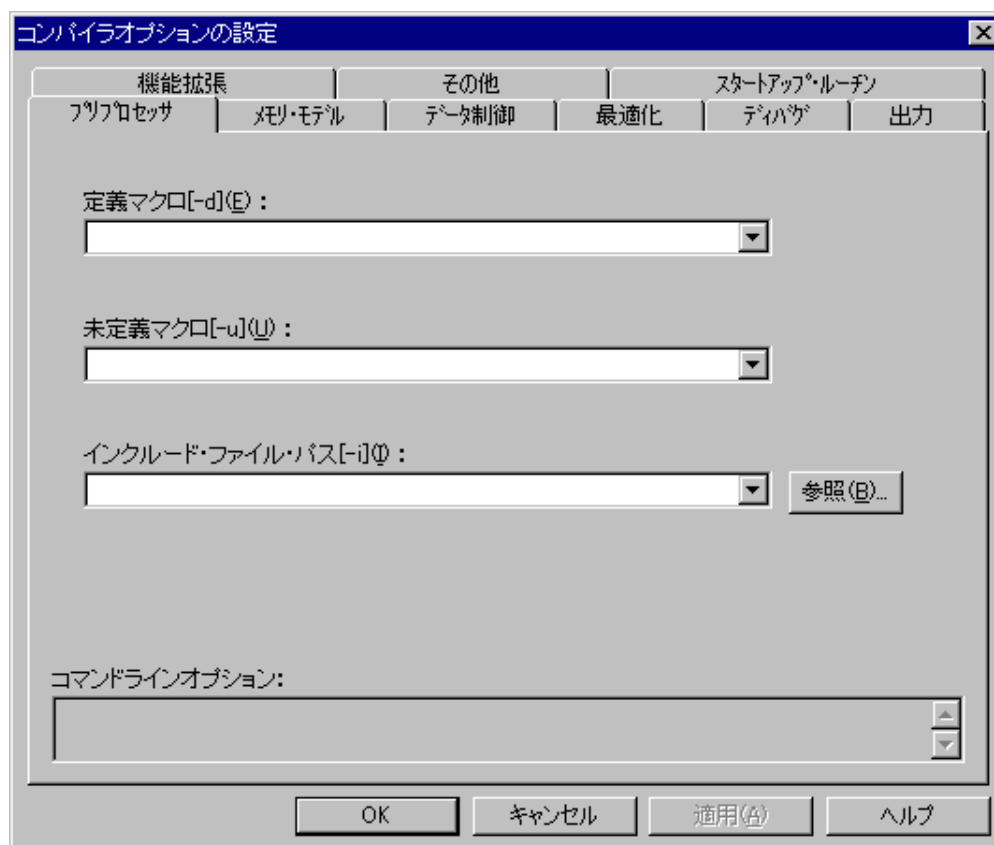 コンパイラオプションの設定
機能拡張 その他 スタートアップ・ルーチン
プリプロセッサ メモリ・モデル データ制御 最適化 ディバグ 出力
定義マクロ[-d](E)：
未定義マクロ[-u](U)：
インクルード・ファイル・パス[-i](I)：
参照(B)...
コマンドラインオプション:
OK キャンセル 適用(A) ヘルプ